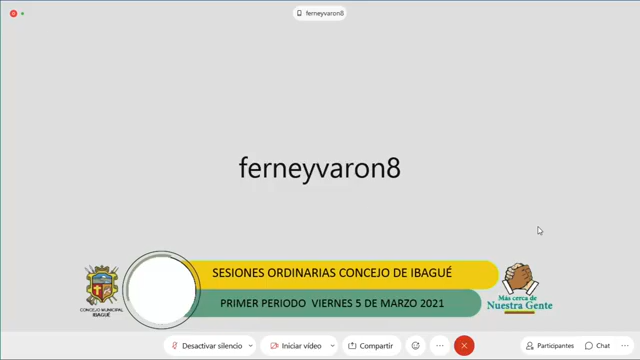 ferneyvaron8
ferneyvaron8
SESIONES ORDINARIAS CONCEJO DE IBAGUÉ
PRIMER PERIODO VIERNES 5 DE MARZO 2021
CONCEJO MUNICIPAL
IBAGUÉ
Más cerca de
Nuestra Gente
Desactivar silencio
Iniciar vídeo
Compartir
Participantes
Chat